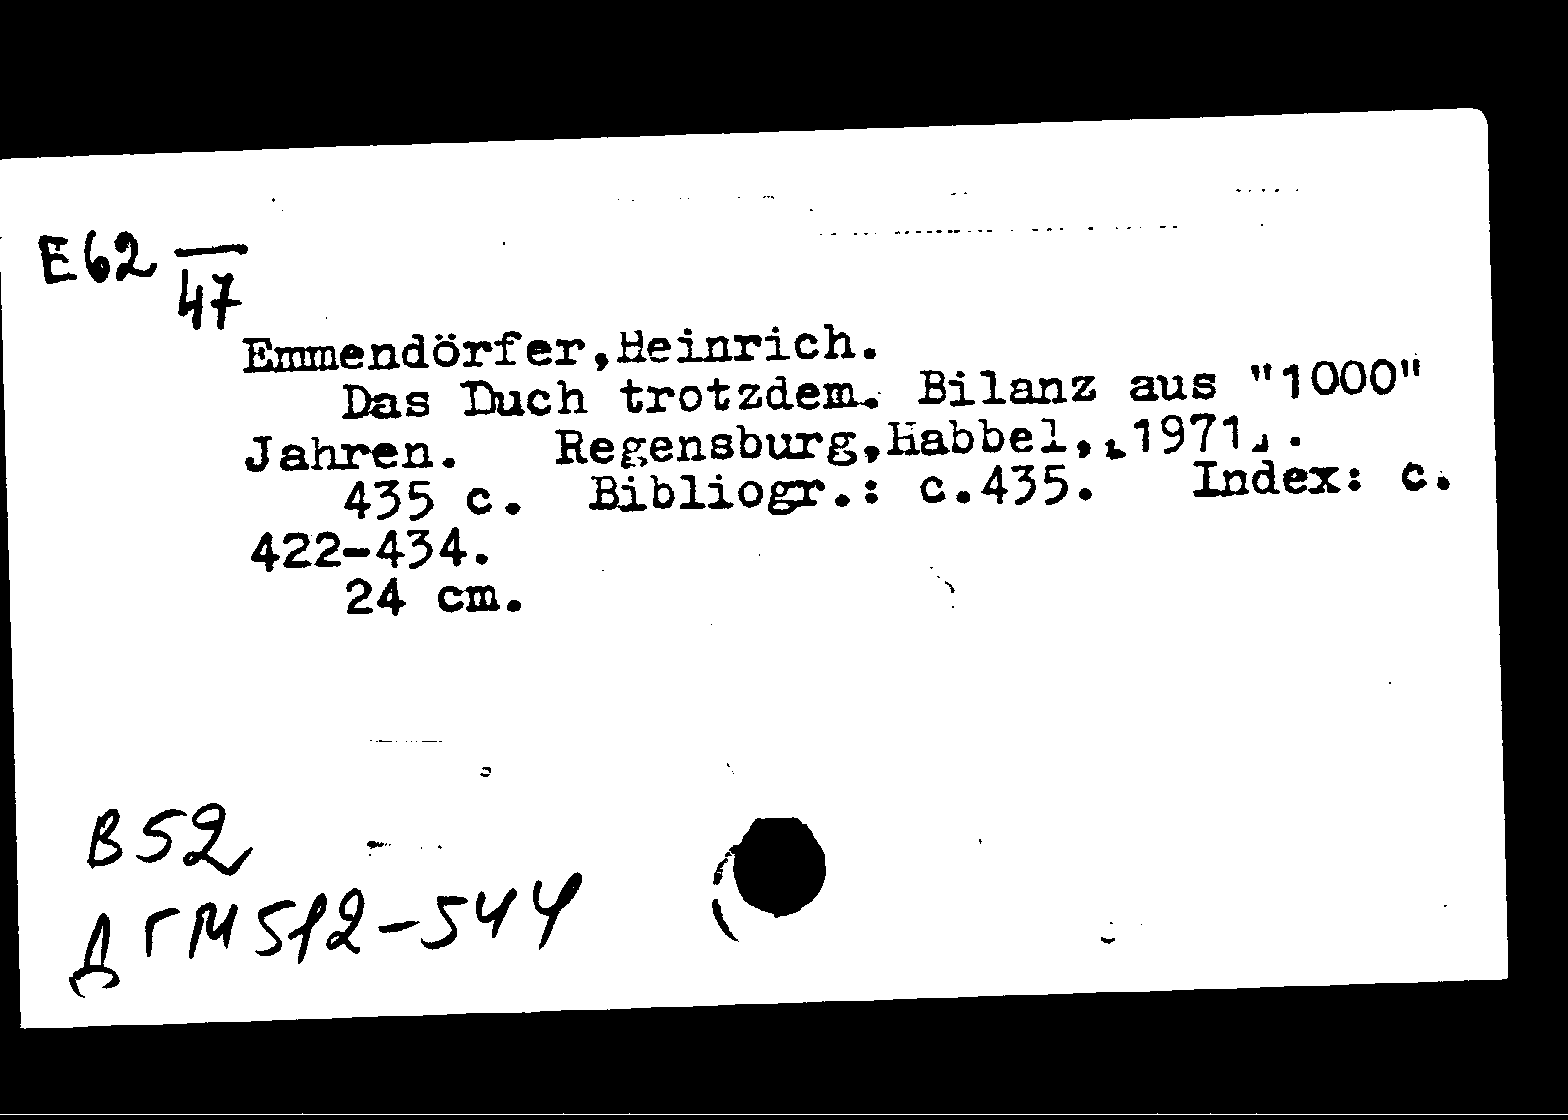 E62 —
47
Emmendörfer,Heinrich.
Das Duch trotzdem. Bilanz aus "1000"
Jahren. Regensburg,Habbel,⌞1971⌟.
435 с. Bibliogr.: с.435. Index: с.
422-434.
24 cm.
В52
ДГМ512-544